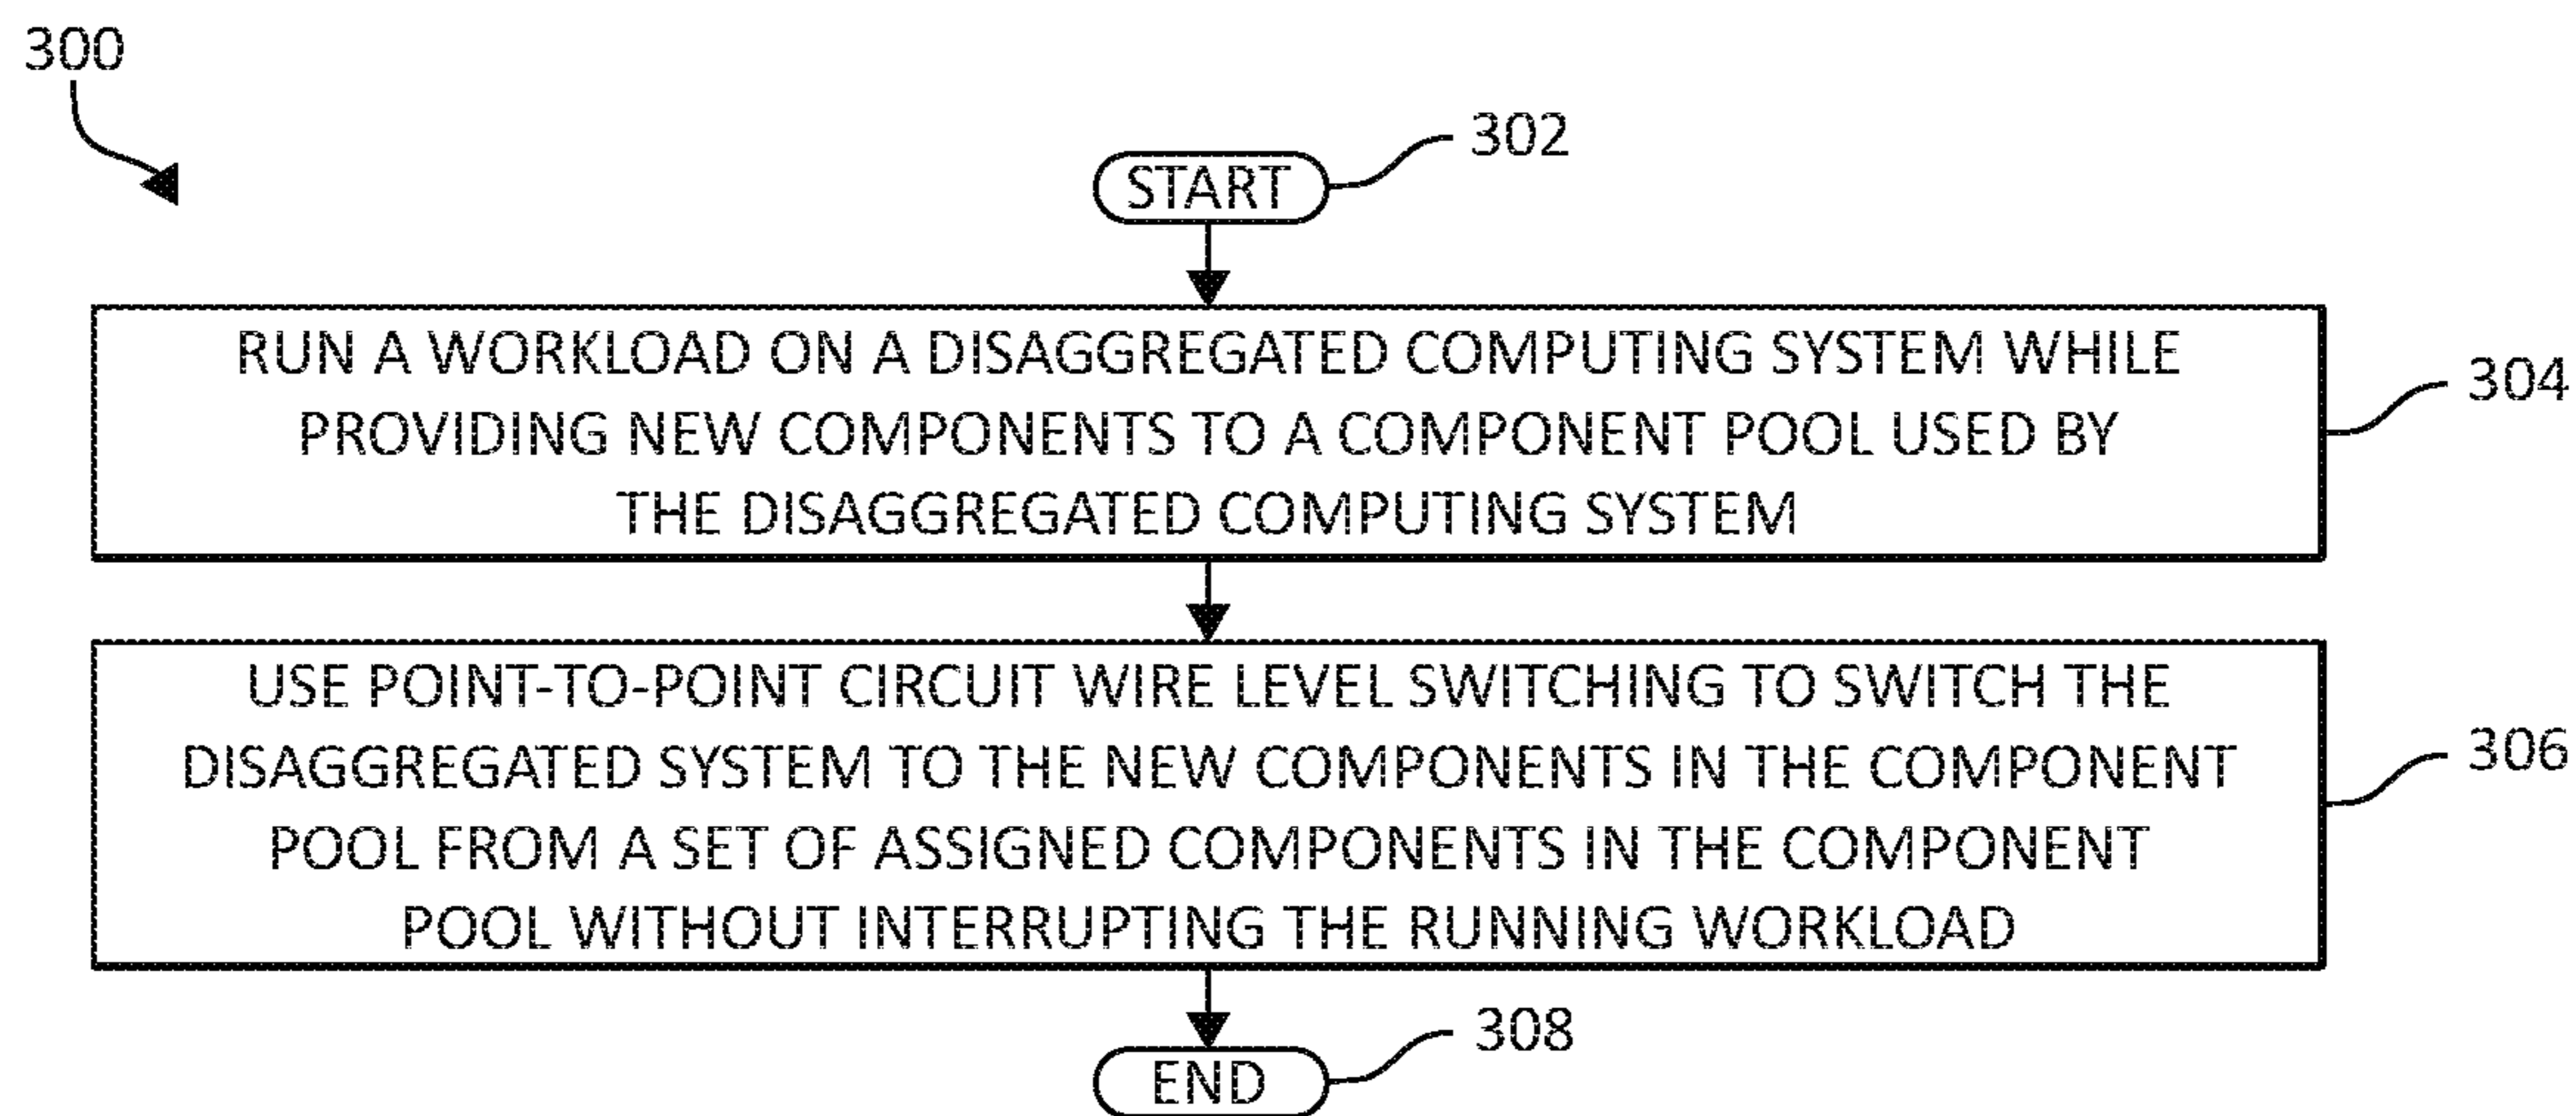 300
302
START
RUN A WORKLOAD ON A DISAGGREGATED COMPUTING SYSTEM WHILE
PROVIDING NEW COMPONENTS TO A COMPONENT POOL USED BY
THE DISAGGREGATED COMPUTING SYSTEM
304
USE POINT-TO-POINT CIRCUIT WIRE LEVEL SWITCHING TO SWITCH THE
DISAGGREGATED SYSTEM TO THE NEW COMPONENTS IN THE COMPONENT
POOL FROM A SET OF ASSIGNED COMPONENTS IN THE COMPONENT
POOL WITHOUT INTERRUPTING THE RUNNING WORKLOAD
306
308
END